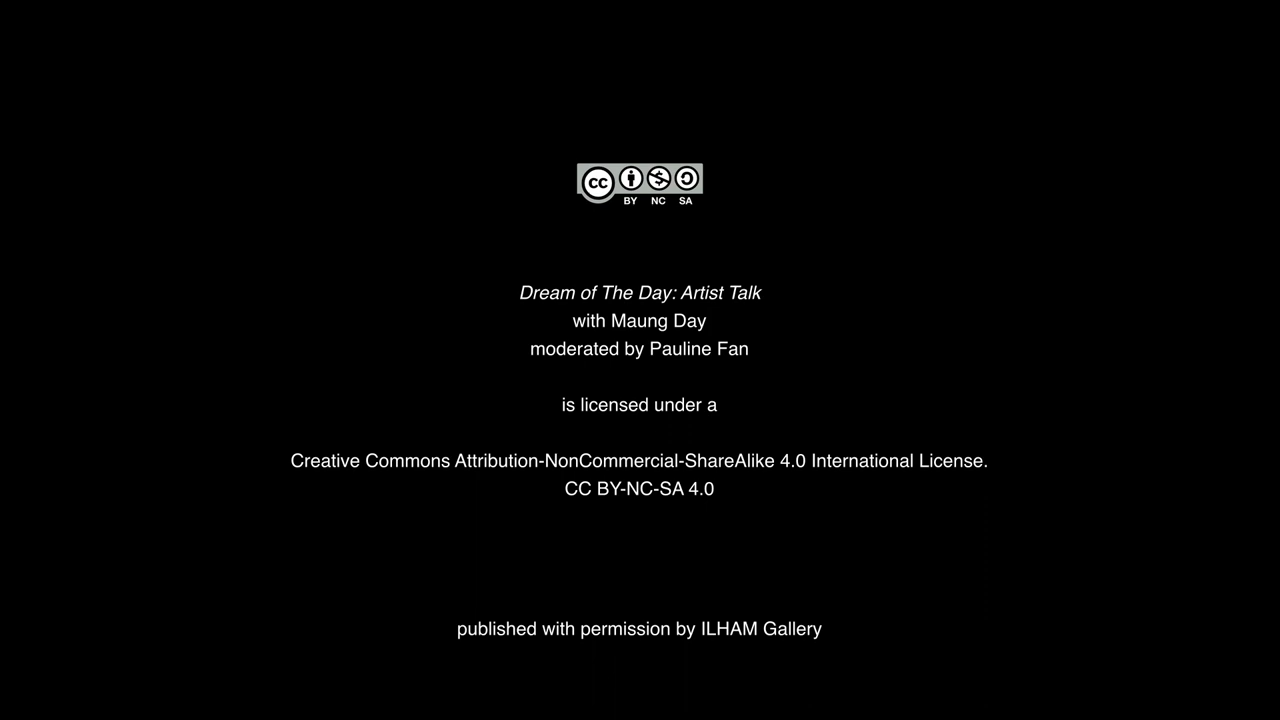 cc
BY NC SA
Dream of The Day: Artist Talk
with Maung Day
moderated by Pauline Fan
is licensed under a
Creative Commons Attribution-NonCommercial-ShareAlike 4.0 International License.
CC BY-NC-SA 4.0
published with permission by ILHAM Gallery